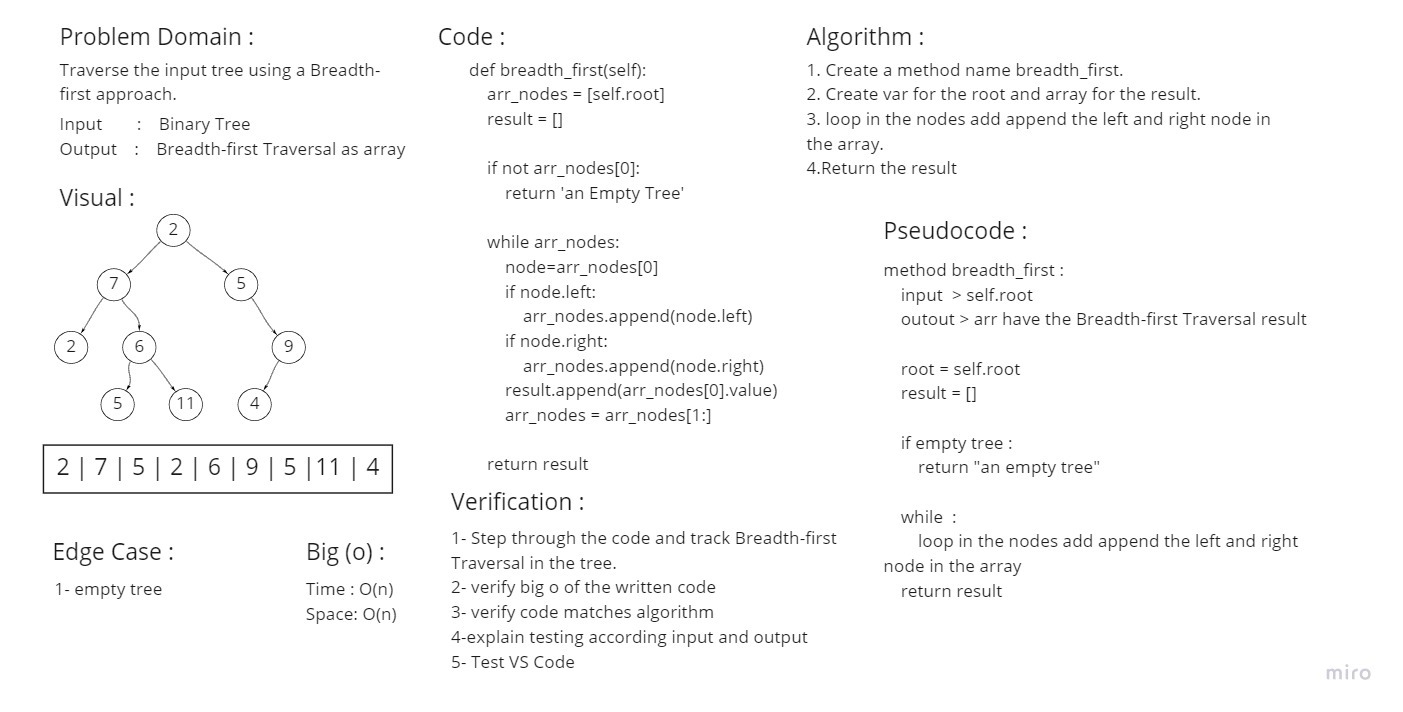 Problem Domain :
Traverse the input tree using a Breadth-
first approach.
Input : Binary Tree
Output : Breadth-first Traversal as array
Visual :
2
7 5
2 6 9
5 11 4
2 | 7 | 5 | 2 | 6 | 9 | 5 |11 | 4
Edge Case :
1- empty tree
Big (o) :
Time : O(n)
Space: O(n)
Code :
def breadth_first(self):
arr_nodes = [self.root]
result = []
if not arr_nodes[0]:
return 'an Empty Tree'
while arr_nodes:
node=arr_nodes[0]
if node.left:
arr_nodes.append(node.left)
if node.right:
arr_nodes.append(node.right)
result.append(arr_nodes[0].value)
arr_nodes = arr_nodes[1:]
return result
Verification :
1- Step through the code and track Breadth-first
Traversal in the tree.
2- verify big o of the written code
3- verify code matches algorithm
4-explain testing according input and output
5- Test VS Code
Algorithm :
1. Create a method name breadth_first.
2. Create var for the root and array for the result.
3. loop in the nodes add append the left and right node in
the array.
4.Return the result
Pseudocode :
method breadth_first :
input > self.root
outout > arr have the Breadth-first Traversal result
root = self.root
result = []
if empty tree :
return "an empty tree"
while :
loop in the nodes add append the left and right
node in the array
return result
miro